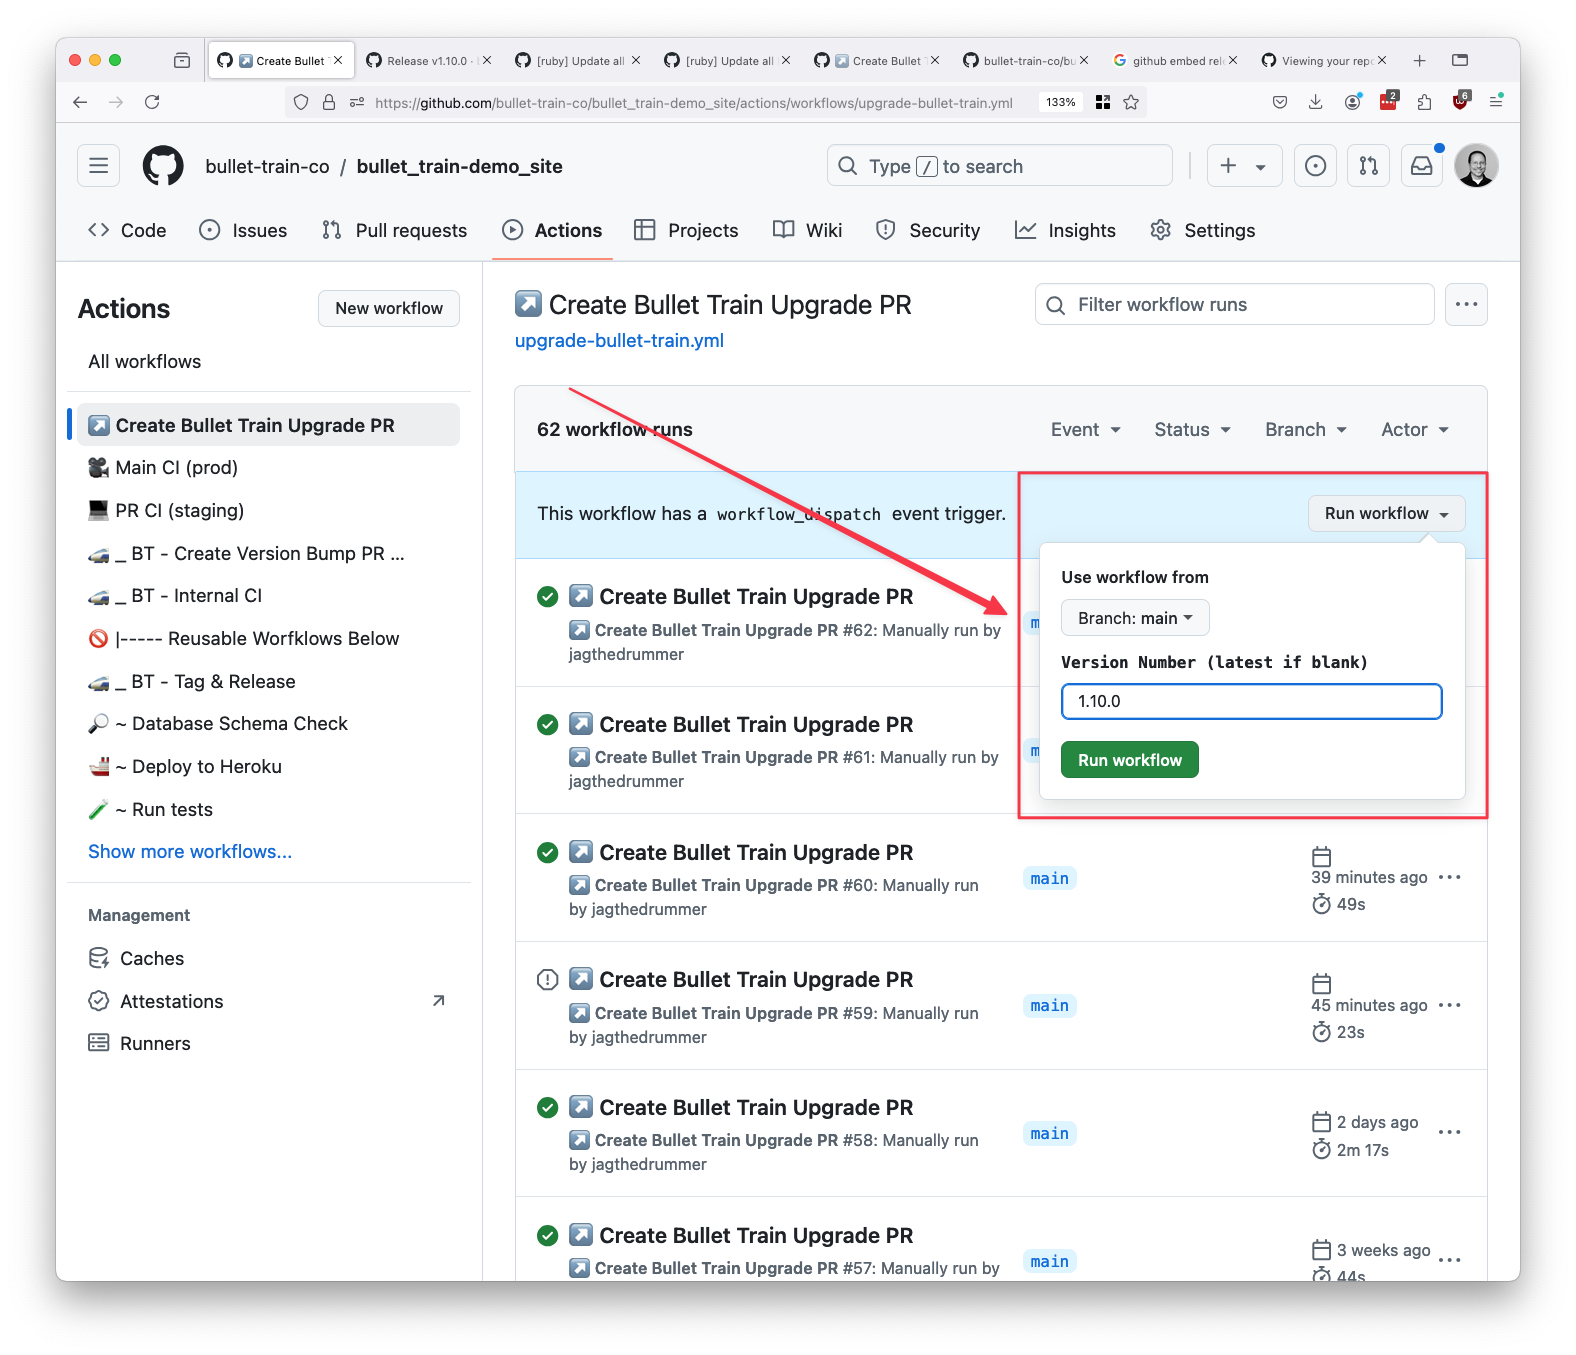 Create Bullet
Release v1.10.0 ·
[ruby] Update all
[ruby] Update all
Create Bullet T
bullet-train-co/bu
github embed rele
Viewing your repo
https://github.com/bullet-train-co/bullet_train-demo_site/actions/workflows/upgrade-bullet-train.yml
133%
2
6
bullet-train-co / bullet_train-demo_site
Type / to search
Code
Issues
Pull requests
Actions
Projects
Wiki
Security
Insights
Settings
Actions
New workflow
All workflows
Create Bullet Train Upgrade PR
Main CI (prod)
PR CI (staging)
_ BT - Create Version Bump PR ...
_ BT - Internal CI
|----- Reusable Worfklows Below
_ BT - Tag & Release
~ Database Schema Check
~ Deploy to Heroku
~ Run tests
Show more workflows...
Management
Caches
Attestations
Runners
Create Bullet Train Upgrade PR
upgrade-bullet-train.yml
Filter workflow runs
62 workflow runs
Event
Status
Branch
Actor
This workflow has a workflow_dispatch event trigger.
Run workflow
Use workflow from
Branch: main
Version Number (latest if blank)
1.10.0
Run workflow
Create Bullet Train Upgrade PR
Create Bullet Train Upgrade PR #62: Manually run by
jagthedrummer
m
Create Bullet Train Upgrade PR
Create Bullet Train Upgrade PR #61: Manually run by
jagthedrummer
m
Create Bullet Train Upgrade PR
Create Bullet Train Upgrade PR #60: Manually run
by jagthedrummer
main
39 minutes ago
49s
Create Bullet Train Upgrade PR
Create Bullet Train Upgrade PR #59: Manually run
by jagthedrummer
main
45 minutes ago
23s
Create Bullet Train Upgrade PR
Create Bullet Train Upgrade PR #58: Manually run
by jagthedrummer
main
2 days ago
2m 17s
Create Bullet Train Upgrade PR
Create Bullet Train Upgrade PR #57: Manually run by
main
3 weeks ago
44s